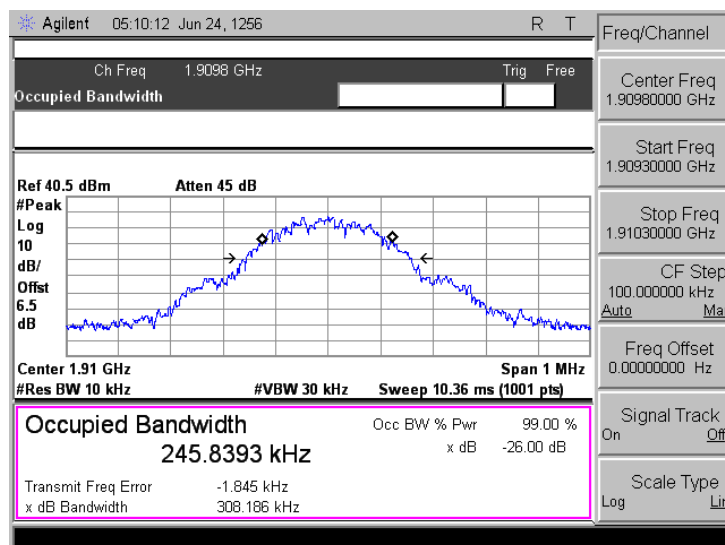 Agilent 05:10:12 Jun 24, 1256 R T
Ch Freq 1.9098 GHz Trig Free
Occupied Bandwidth
Ref 40.5 dBm Atten 45 dB
#Peak
Log
10
dB/
Offst
6.5
dB
Center 1.91 GHz Span 1 MHz
#Res BW 10 kHz #VBW 30 kHz Sweep 10.36 ms (1001 pts)
Occupied Bandwidth
245.8393 kHz
Occ BW % Pwr 99.00 %
x dB -26.00 dB
Transmit Freq Error -1.845 kHz
x dB Bandwidth 308.186 kHz
Freq/Channel
Center Freq
1.90980000 GHz
Start Freq
1.90930000 GHz
Stop Freq
1.91030000 GHz
CF Step
100.000000 kHz
Auto Ma
Freq Offset
0.00000000 Hz
Signal Track
On Off
Scale Type
Log Lin